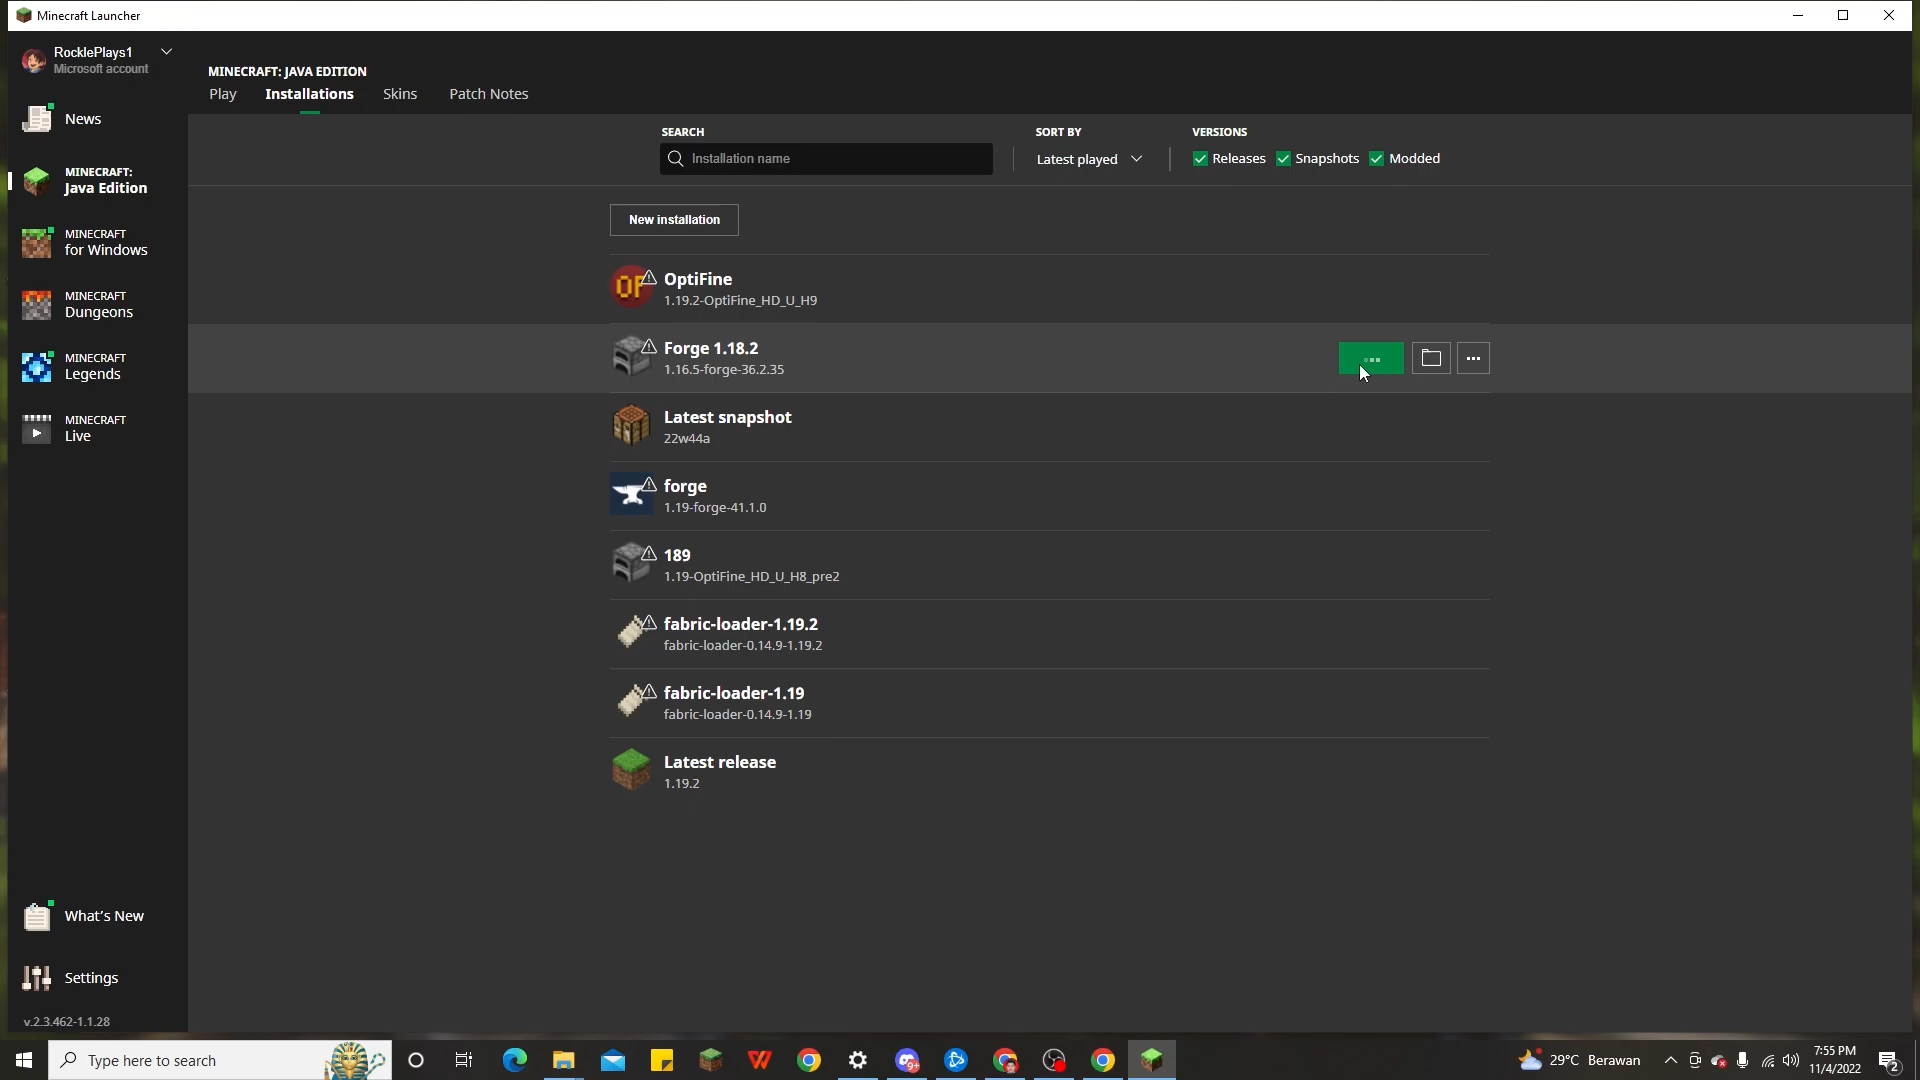 Minecraft Launcher
RocklePlays1
Microsoft account
News
MINECRAFT:
Java Edition
MINECRAFT
for Windows
MINECRAFT
Dungeons
MINECRAFT
Legends
MINECRAFT
Live
What's New
Settings
v.2.3.462-1.1.28
MINECRAFT: JAVA EDITION
Play Installations Skins Patch Notes
SEARCH SORT BY VERSIONS
Installation name Latest played Releases Snapshots Modded
New installation
OF OptiFine
1.19.2-OptiFine_HD_U_H9
Forge 1.18.2
1.16.5-forge-36.2.35
Latest snapshot
22w44a
forge
1.19-forge-41.1.0
189
1.19-OptiFine_HD_U_H8_pre2
fabric-loader-1.19.2
fabric-loader-0.14.9-1.19.2
fabric-loader-1.19
fabric-loader-0.14.9-1.19
Latest release
1.19.2
Type here to search
9+
29°C Berawan
7:55 PM
11/4/2022
2